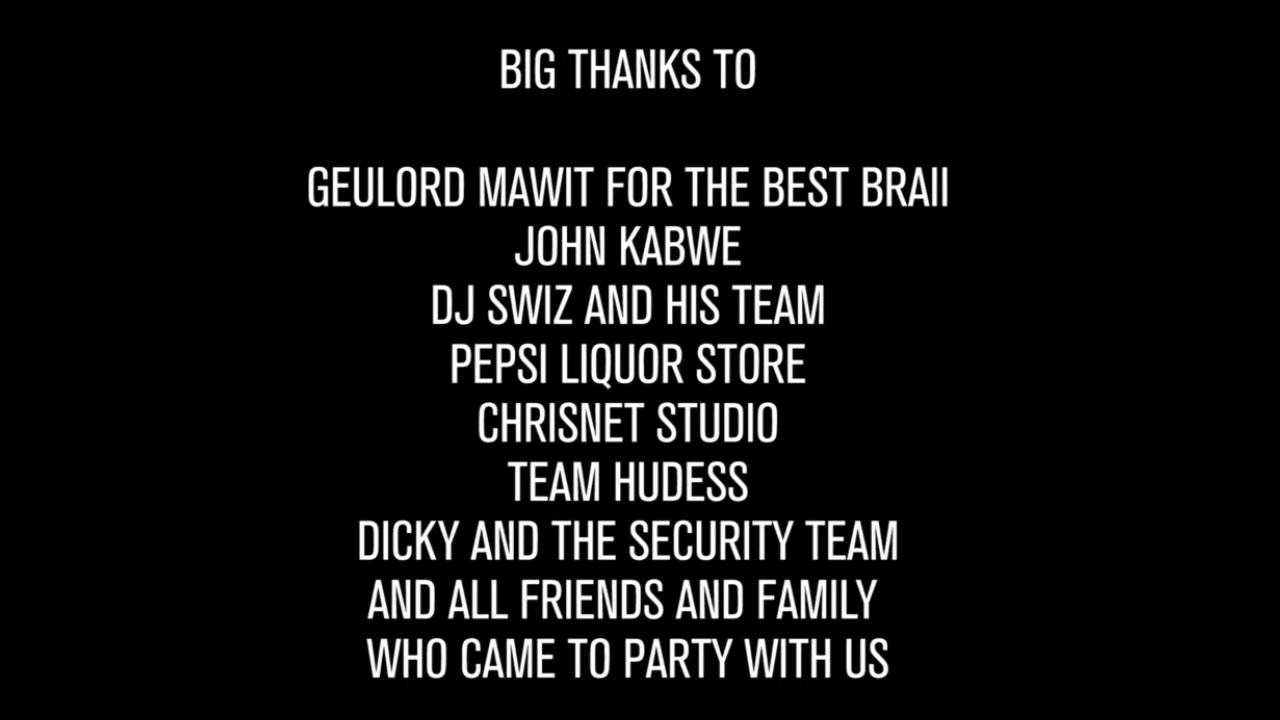 BIG THANKS TO
GEULORD MAWIT FOR THE BEST BRAII
JOHN KABWE
DJ SWIZ AND HIS TEAM
PEPSI LIQUOR STORE
CHRISNET STUDIO
TEAM HUDESS
DICKY AND THE SECURITY TEAM
AND ALL FRIENDS AND FAMILY
WHO CAME TO PARTY WITH US